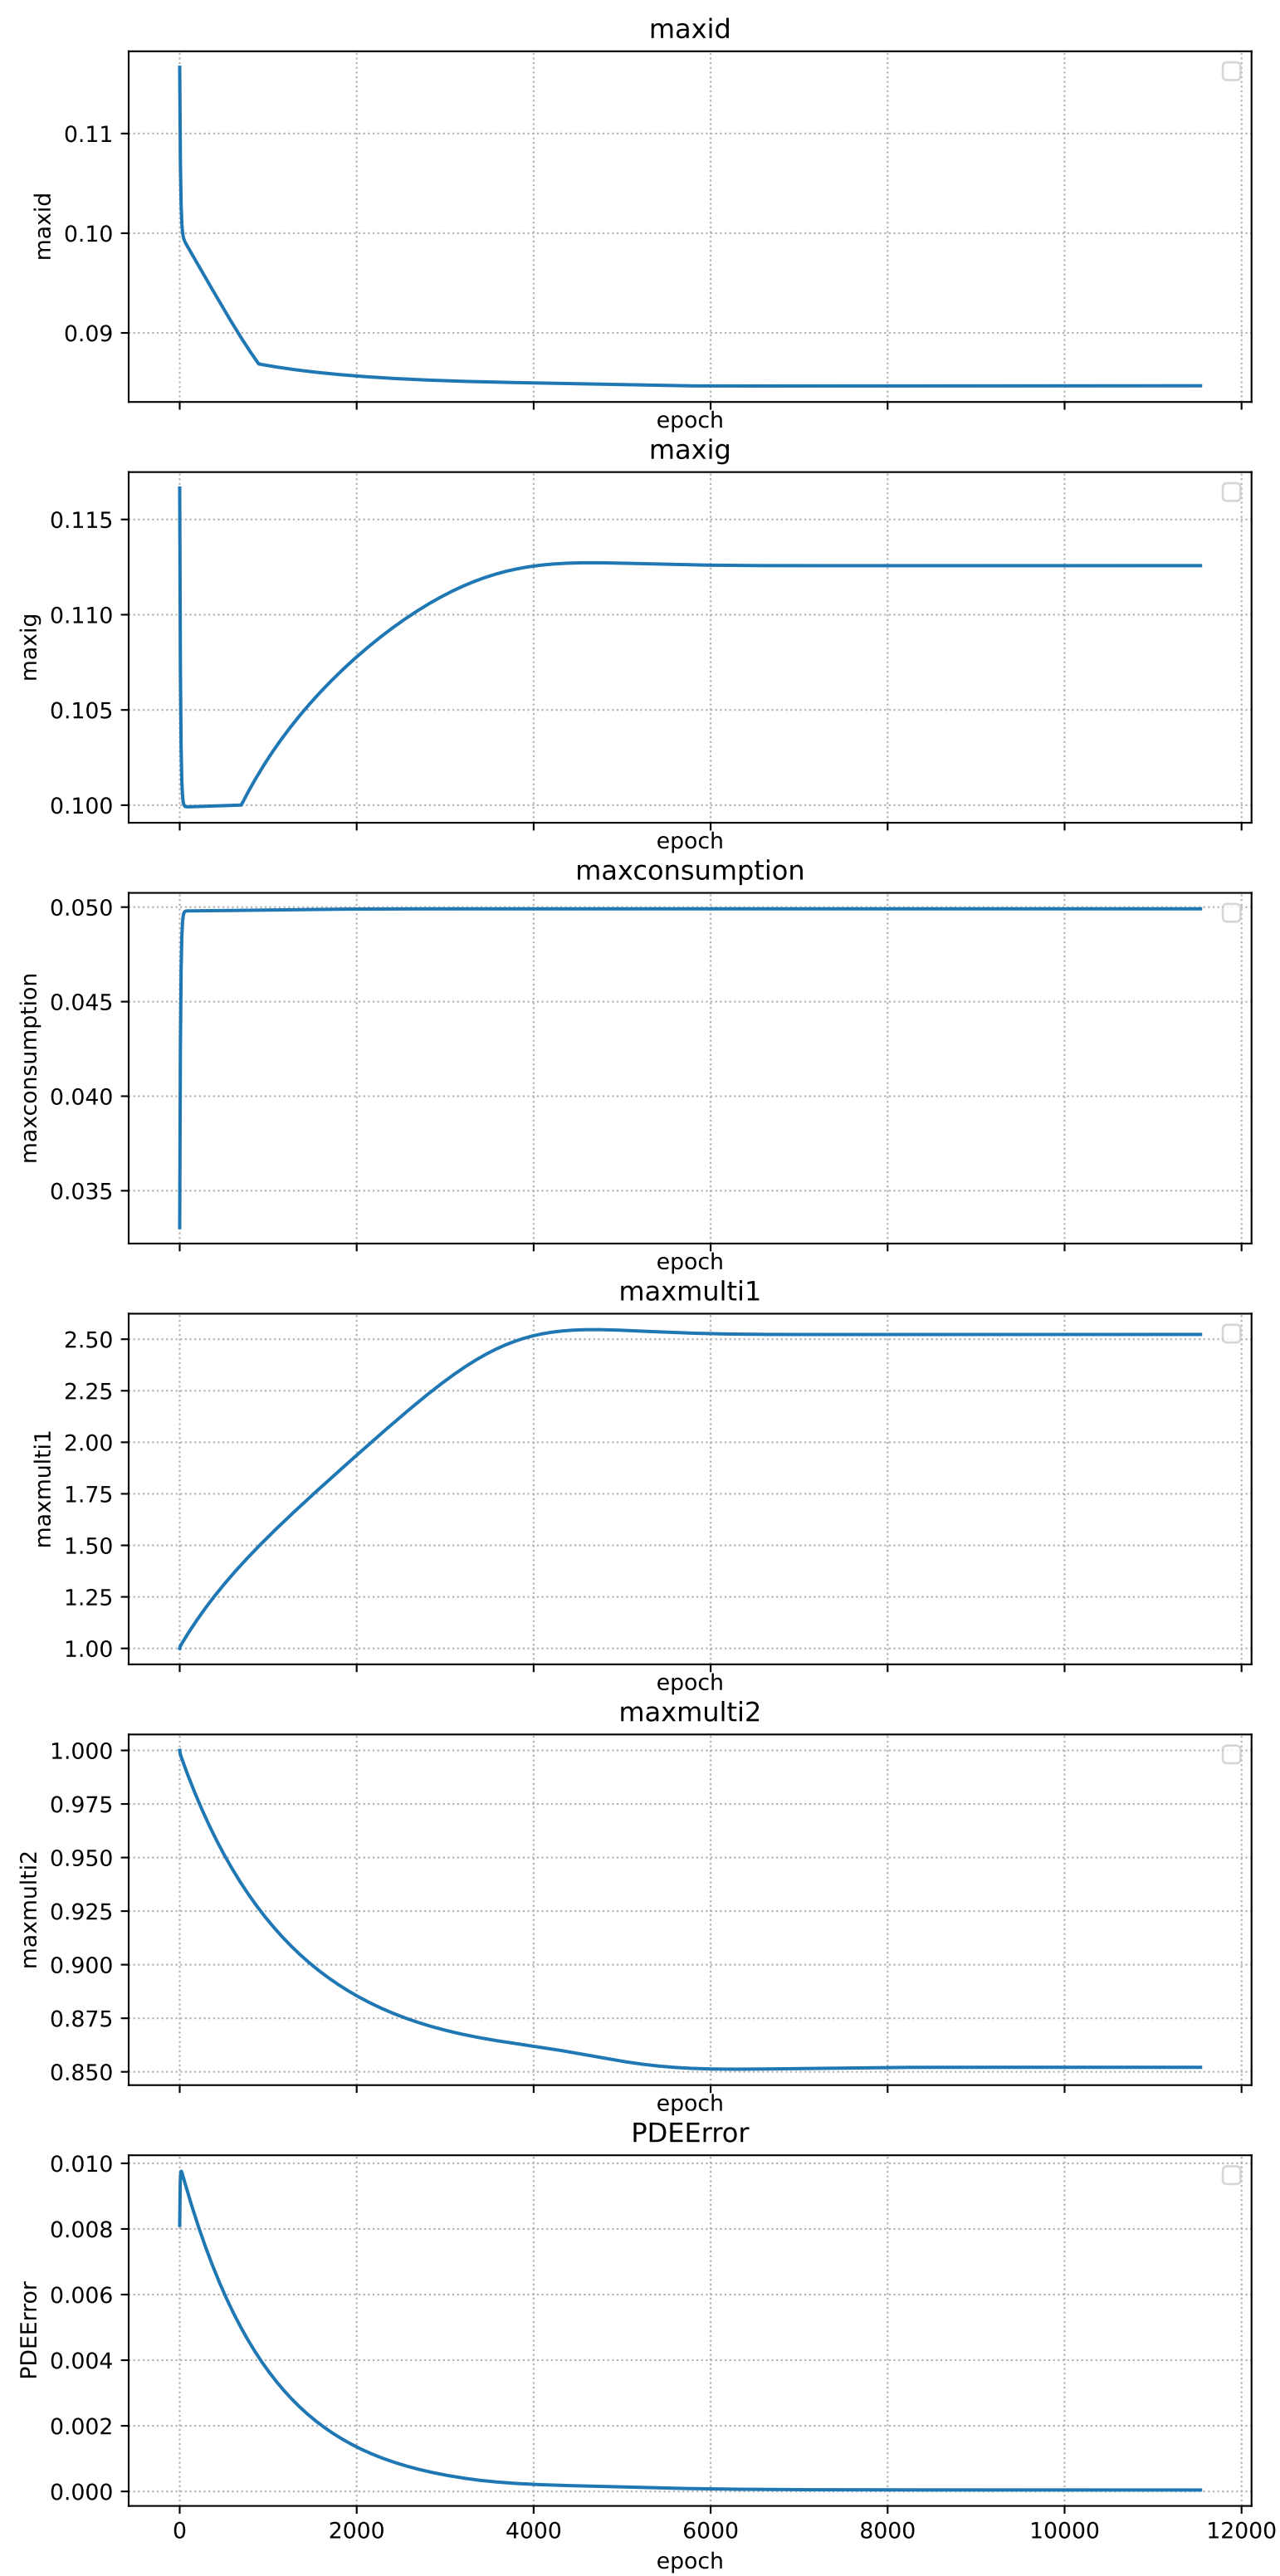 maxid
0.11
0.10
0.09
maxid
epoch
maxig
0.115
0.110
0.105
0.100
maxig
epoch
maxconsumption
0.050
0.045
0.040
0.035
maxconsumption
epoch
maxmulti1
2.50
2.25
2.00
1.75
1.50
1.25
1.00
maxmulti1
epoch
maxmulti2
1.000
0.975
0.950
0.925
0.900
0.875
0.850
maxmulti2
epoch
PDEError
0.010
0.008
0.006
0.004
0.002
0.000
PDEError
0 2000 4000 6000 8000 10000 12000
epoch